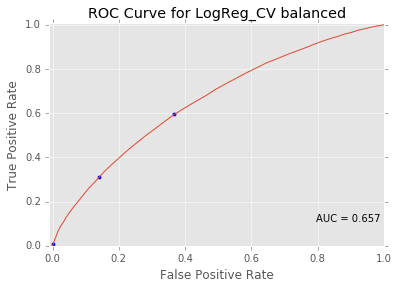 ROC Curve for LogReg_CV balanced
True Positive Rate
1.0
0.8
0.6
0.4
0.2
0.0
AUC = 0.657
0.0 0.2 0.4 0.6 0.8 1.0
False Positive Rate